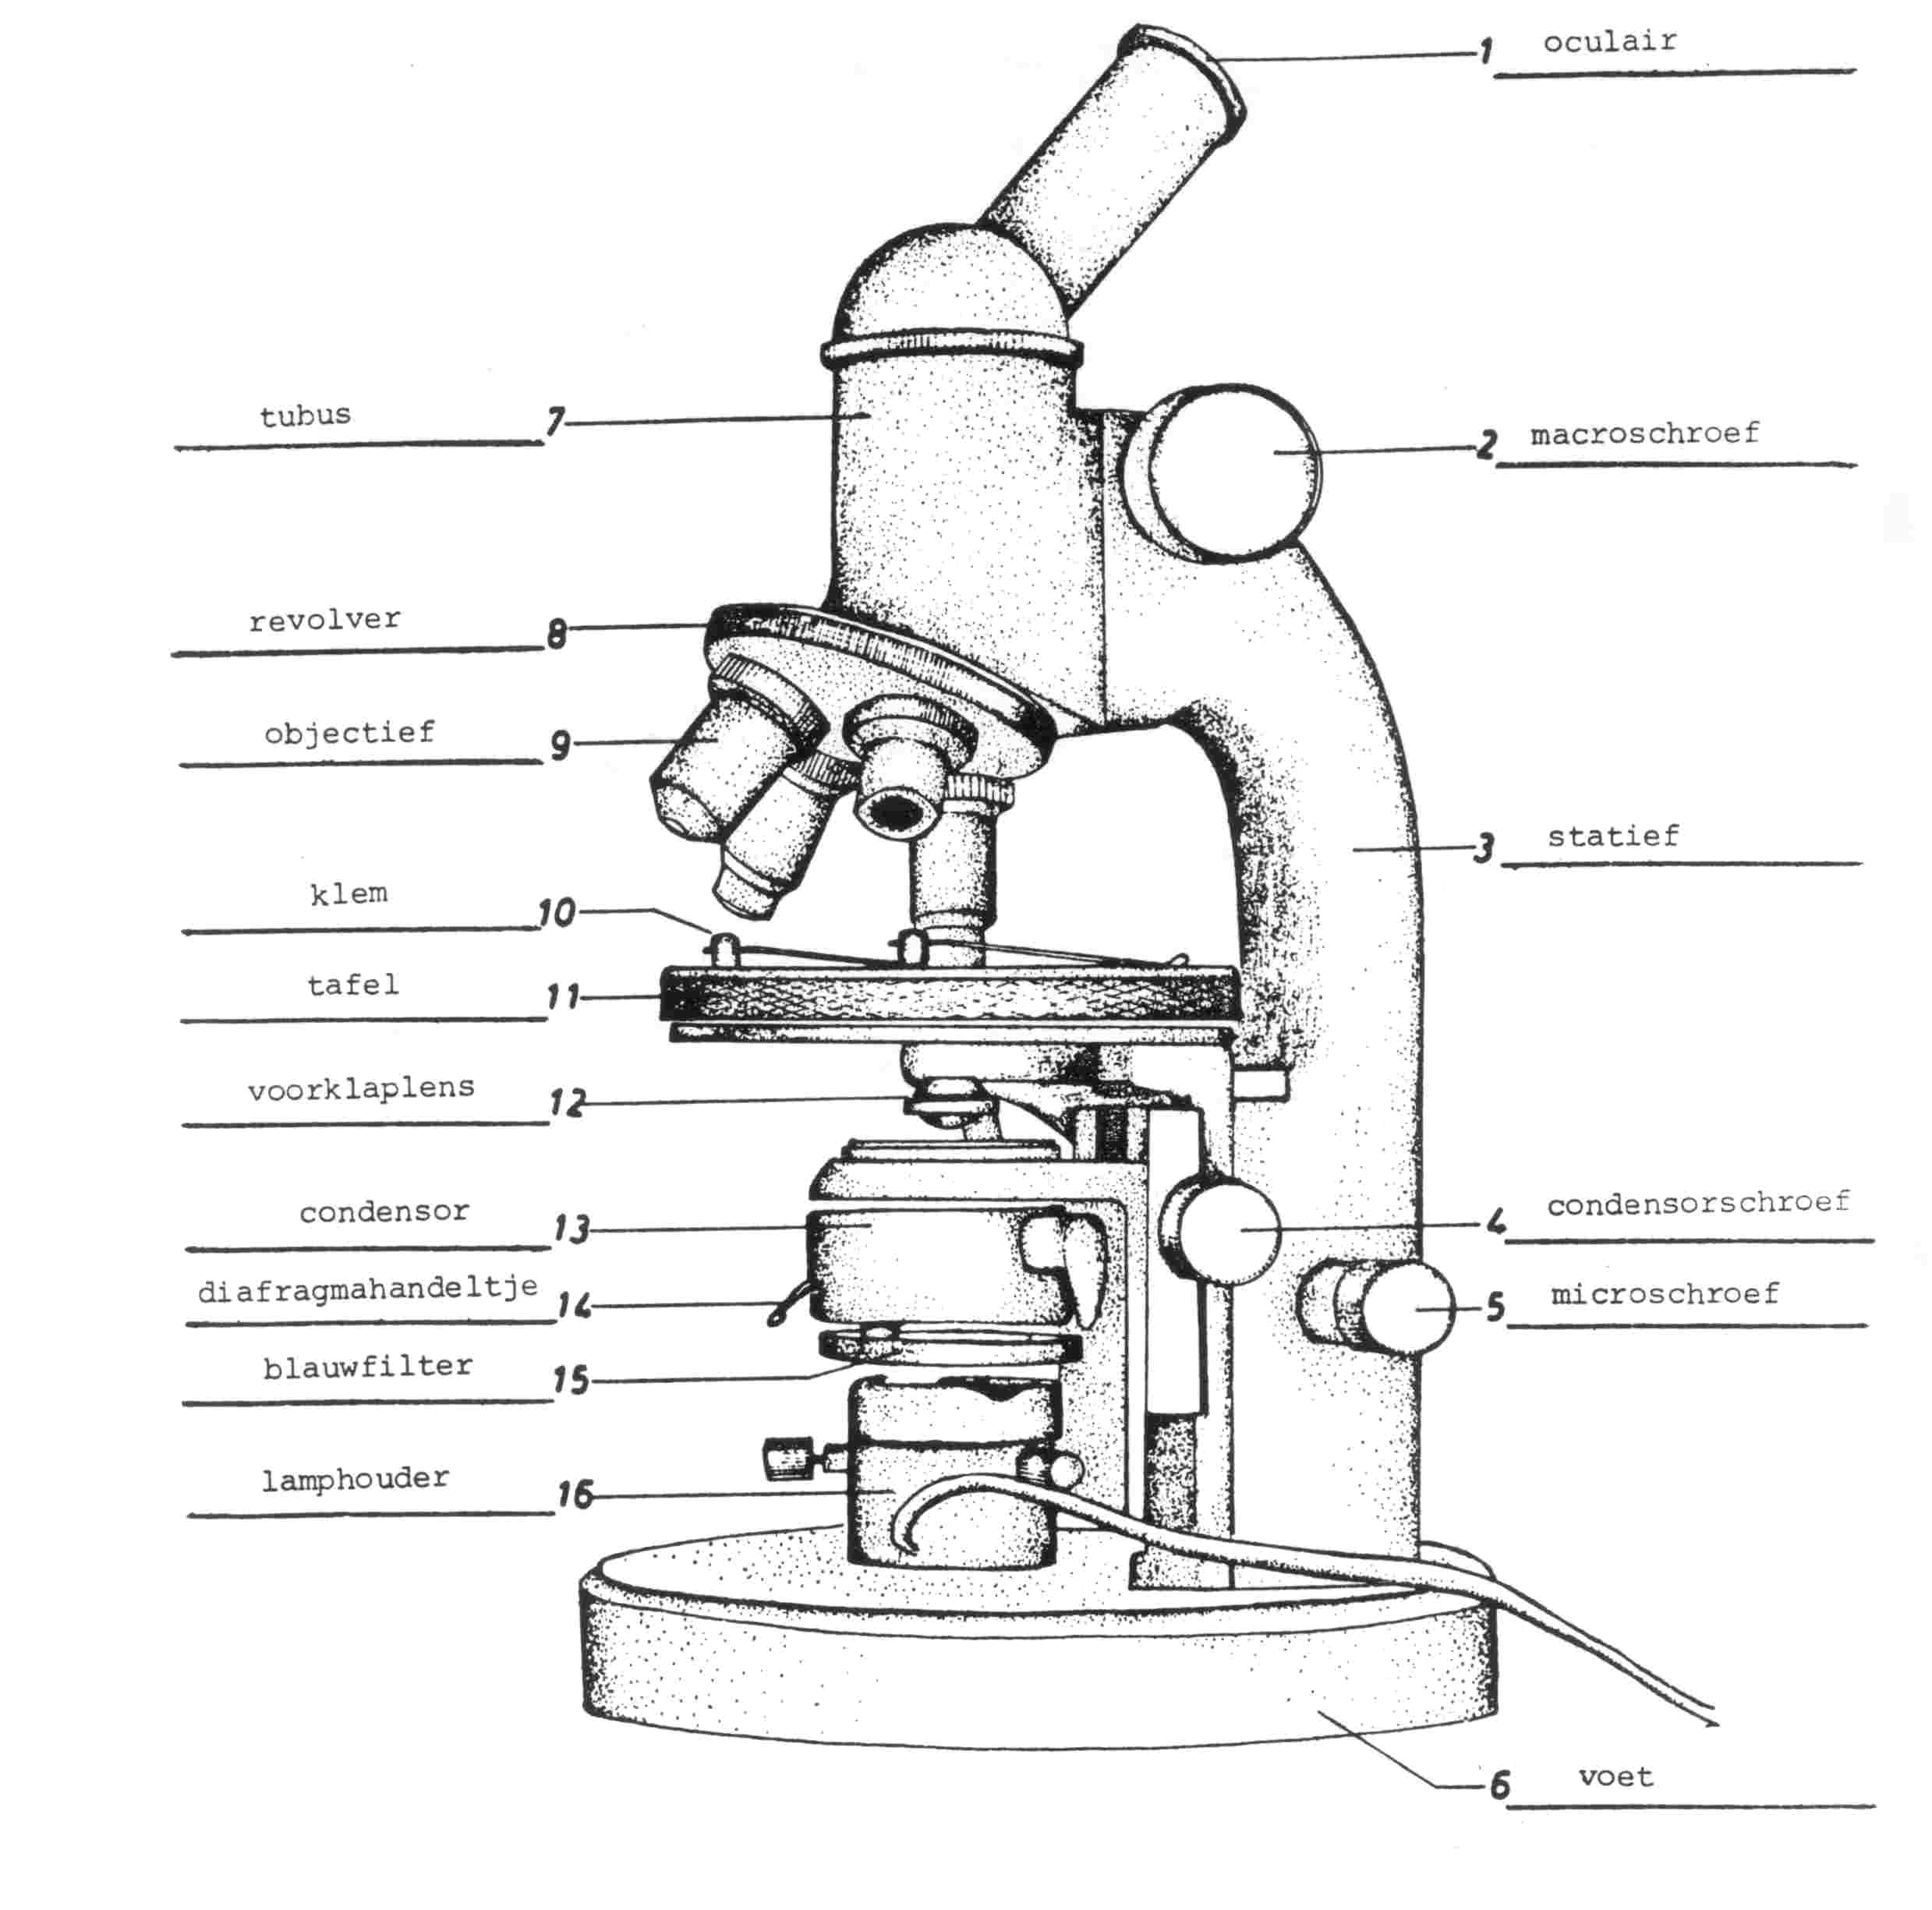 1 oculair
2 macroschroef
3 statief
4 condensorschroef
5 microschroef
6 voet
tubus 7
revolver 8
objectief 9
klem 10
tafel 11
voorklaplens 12
condensor 13
diafragmahandeltje 14
blauwfilter 15
lamphouder 16